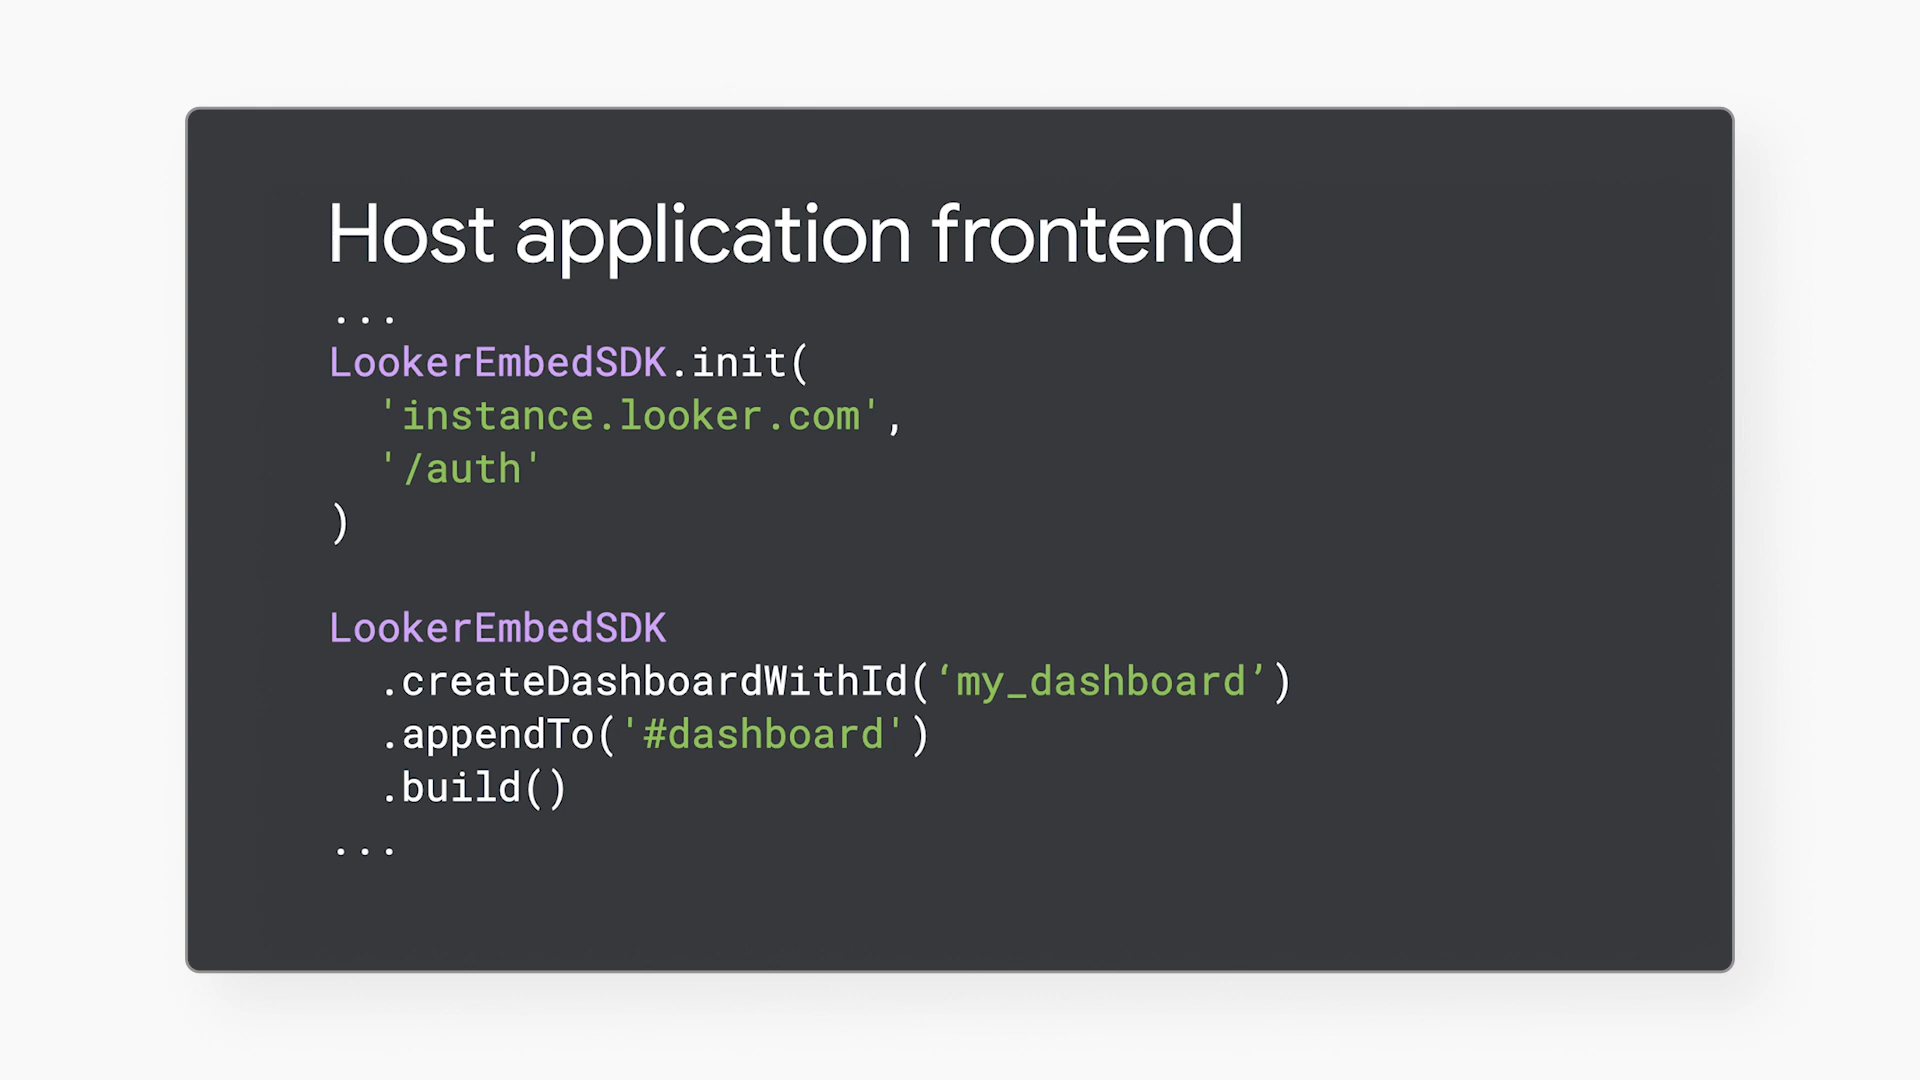 Host application frontend
...
LookerEmbedSDK.init(
  'instance.looker.com',
  '/auth'
)
LookerEmbedSDK
  .createDashboardWithId(‘my_dashboard’)
  .appendTo('#dashboard')
  .build()
...